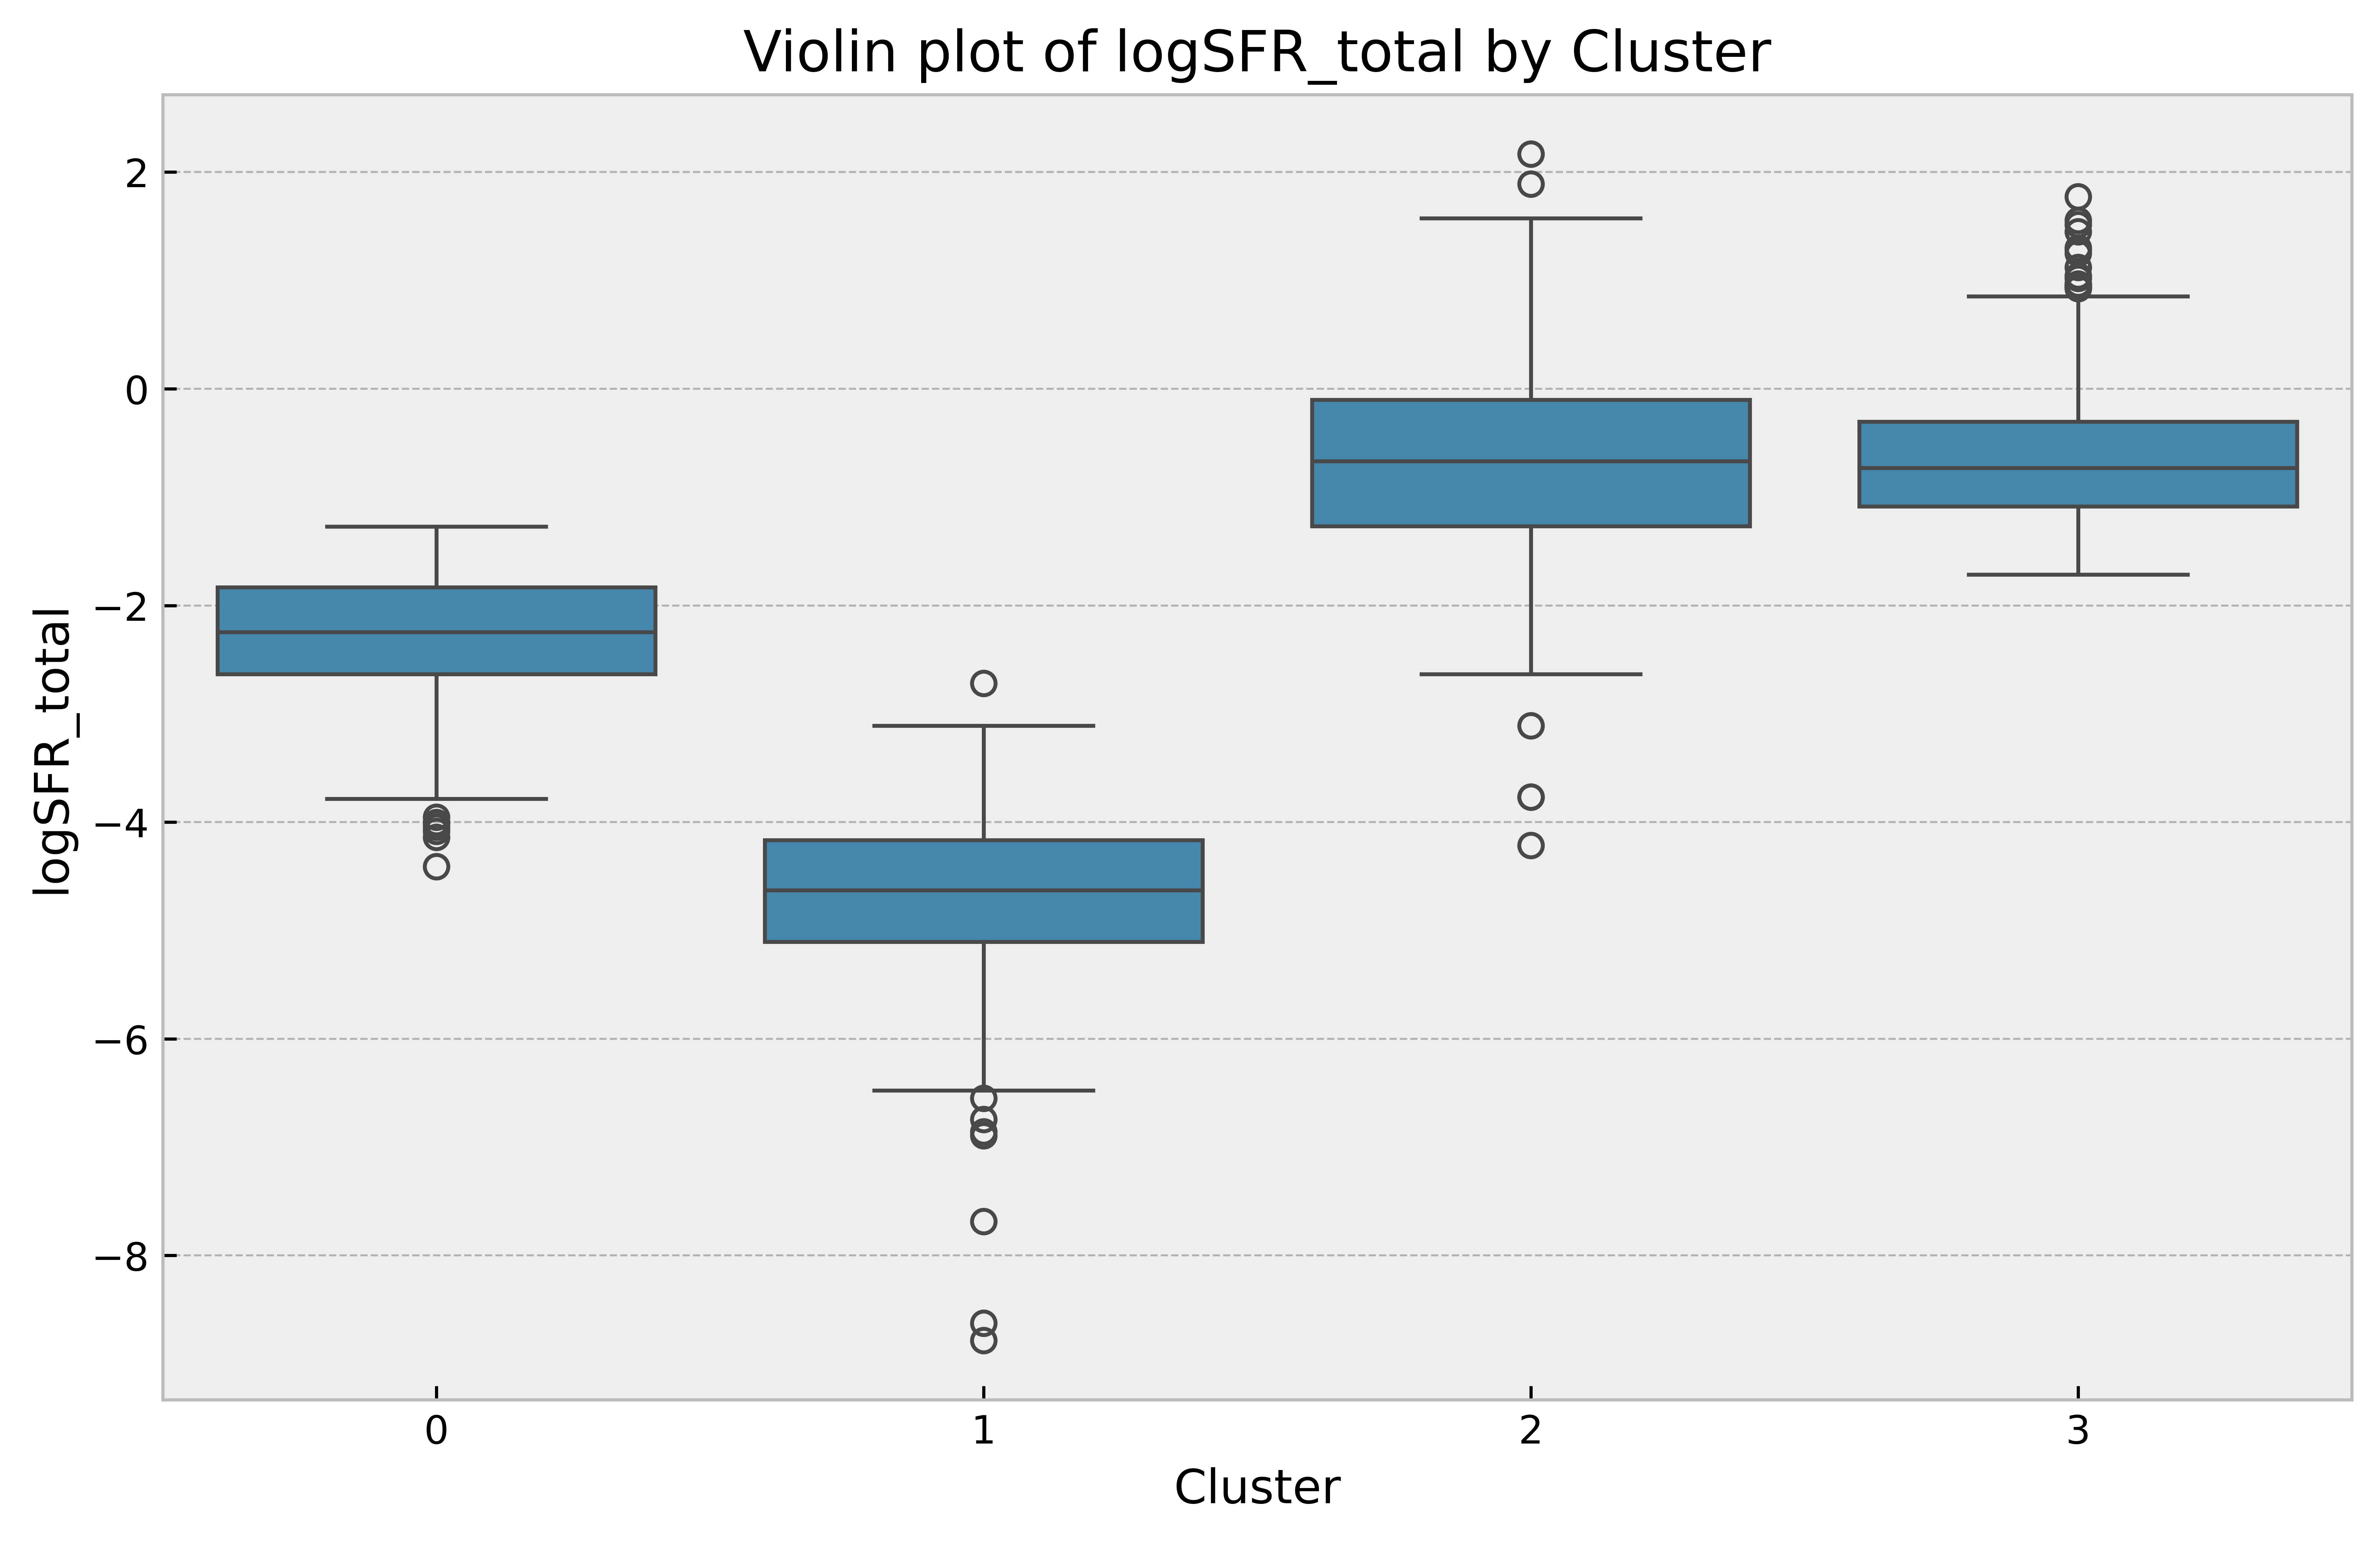 Violin plot of logSFR_total by Cluster
logSFR_total
2
0
−2
−4
−6
−8
0 1 2 3
Cluster